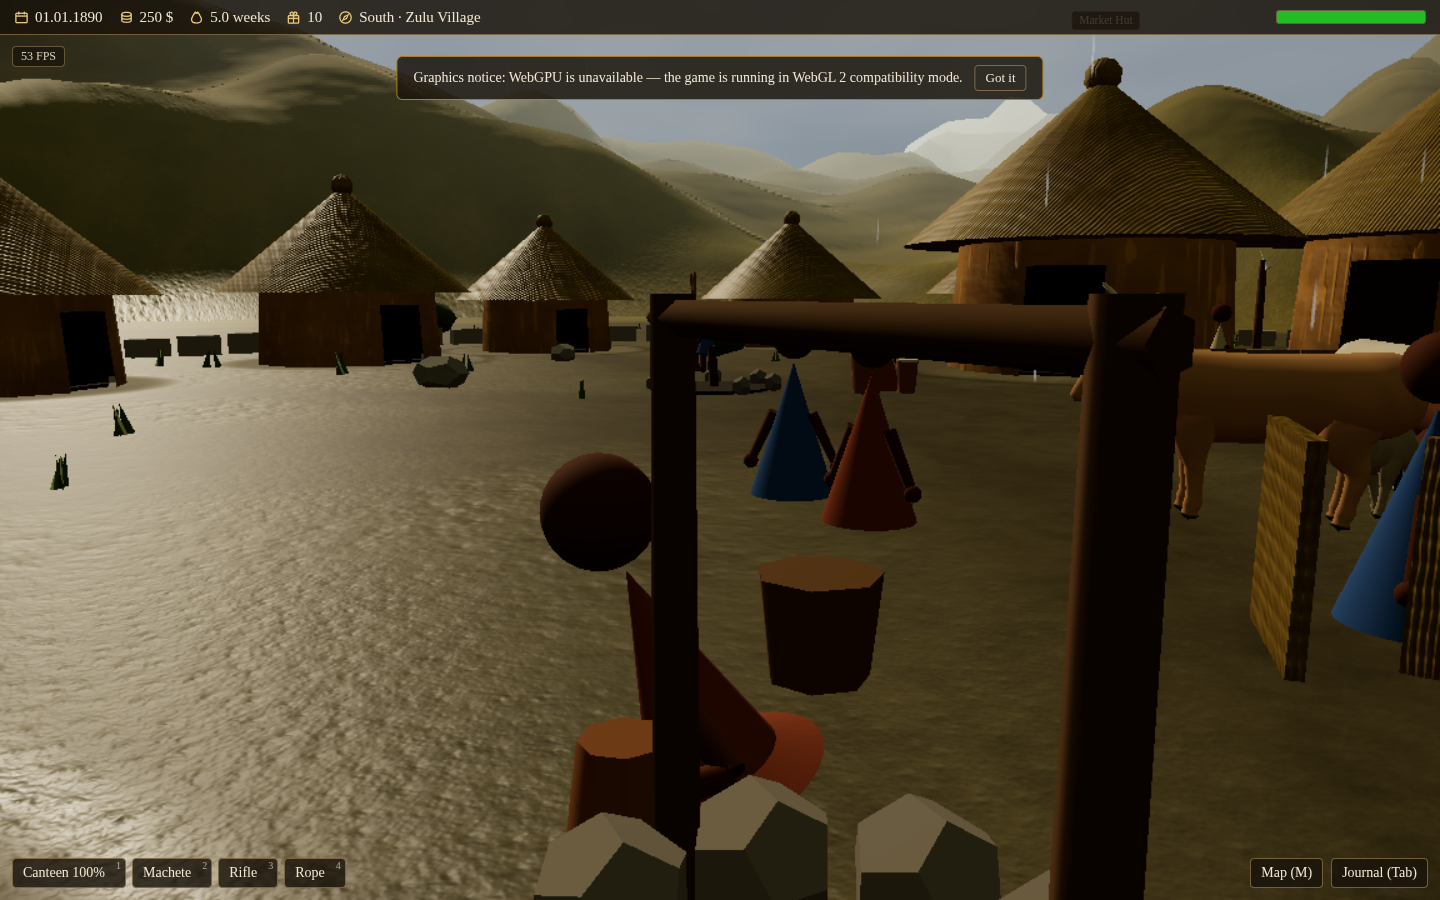 01.01.1890 250 $ 5.0 weeks 10 South · Zulu Village
Market Hut
53 FPS
Graphics notice: WebGPU is unavailable — the game is running in WebGL 2 compatibility mode. Got it
Canteen 100% 1 Machete 2 Rifle 3 Rope 4
Map (M) Journal (Tab)